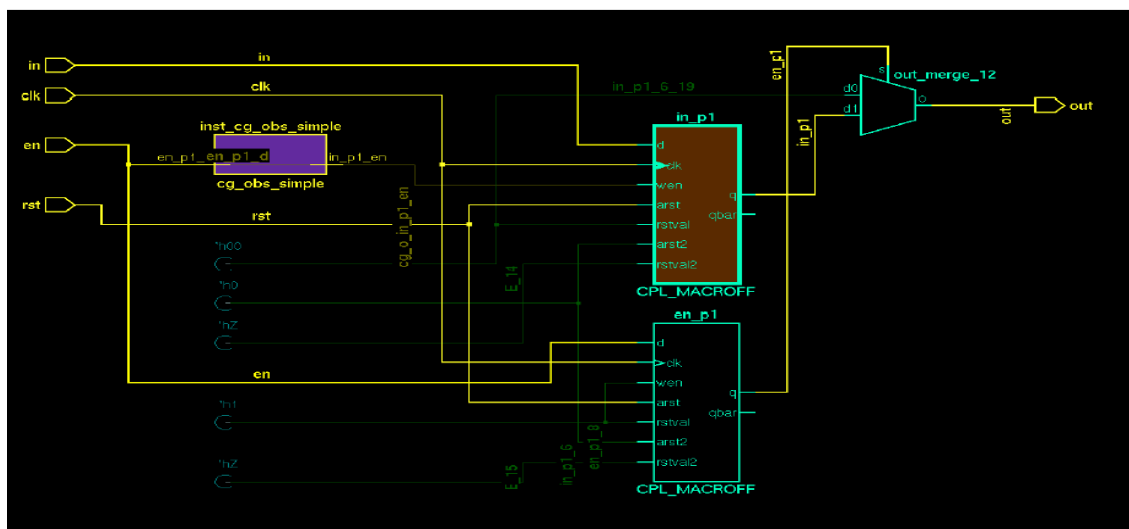 in
clk
en
rst
in
clk
inst_cg_obs_simple
en_p1_en_p1_d
in_p1_en
cg_obs_simple
rst
cg_o_in_p1_en
'h00
'h0
'hZ
en
'h1
'hZ
E_14
E_15
in_p1_6
en_p1_8
in_p1_6_19
in_p1
d
clk
wen
arst
rstval
arst2
rstval2
q
qbar
CPL_MACROFF
en_p1
d
clk
wen
arst
rstval
arst2
rstval2
q
qbar
CPL_MACROFF
en_p1
in_p1
s
out_merge_12
d0
d1
o
out
out